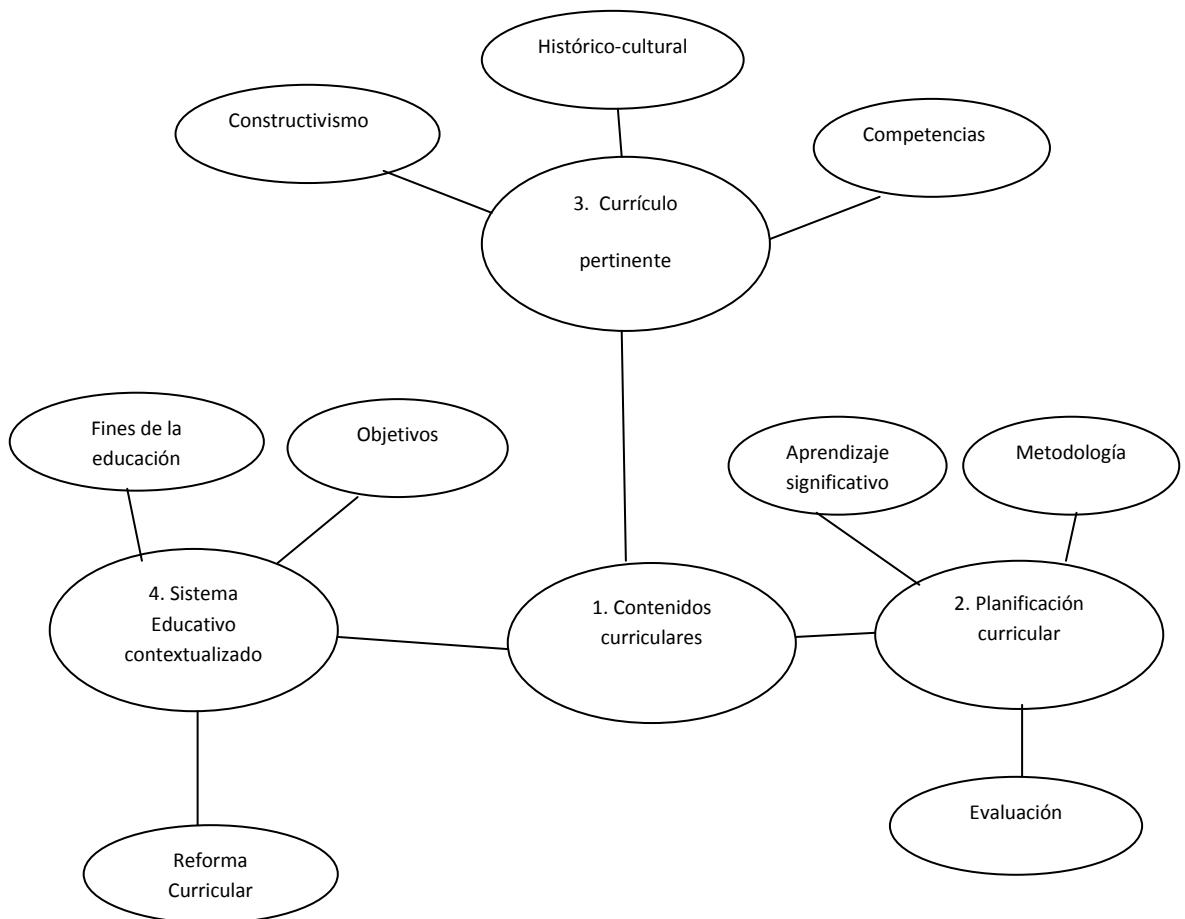 Histórico-cultural
Constructivismo
Competencias
3. Currículo
pertinente
Fines de la
educación
Objetivos
Aprendizaje
significativo
Metodología
4. Sistema
Educativo
contextualizado
1. Contenidos
curriculares
2. Planificación
curricular
Evaluación
Reforma
Curricular